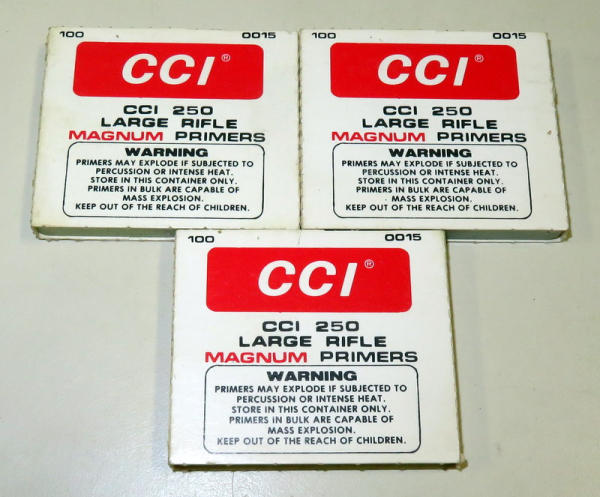 100 0015
CCI®
CCI 250
LARGE RIFLE
MAGNUM PRIMERS
WARNING
PRIMERS MAY EXPLODE IF SUBJECTED TO
PERCUSSION OR INTENSE HEAT.
STORE IN THIS CONTAINER ONLY.
PRIMERS IN BULK ARE CAPABLE OF
MASS EXPLOSION.
KEEP OUT OF THE REACH OF CHILDREN.
100 0015
CCI®
CCI 250
LARGE RIFLE
MAGNUM PRIMERS
WARNING
PRIMERS MAY EXPLODE IF SUBJECTED TO
PERCUSSION OR INTENSE HEAT.
STORE IN THIS CONTAINER ONLY.
PRIMERS IN BULK ARE CAPABLE OF
MASS EXPLOSION.
KEEP OUT OF THE REACH OF CHILDREN.
100 0015
CCI®
CCI 250
LARGE RIFLE
MAGNUM PRIMERS
WARNING
PRIMERS MAY EXPLODE IF SUBJECTED TO
PERCUSSION OR INTENSE HEAT.
STORE IN THIS CONTAINER ONLY.
PRIMERS IN BULK ARE CAPABLE OF
MASS EXPLOSION.
KEEP OUT OF THE REACH OF CHILDREN.